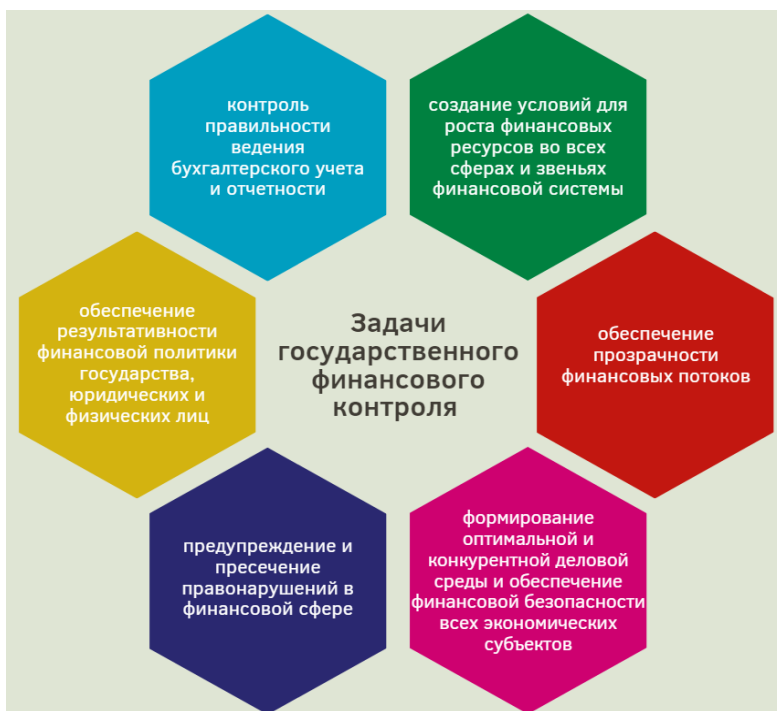 контроль
правильности
ведения
бухгалтерского учета
и отчетности
создание условий для
роста финансовых
ресурсов во всех
сферах и звеньях
финансовой системы
обеспечение
результативности
финансовой политики
государства,
юридических и
физических лиц
Задачи
государственного
финансового
контроля
обеспечение
прозрачности
финансовых потоков
предупреждение и
пресечение
правонарушений в
финансовой сфере
формирование
оптимальной и
конкурентной деловой
среды и обеспечение
финансовой безопасности
всех экономических
субъектов